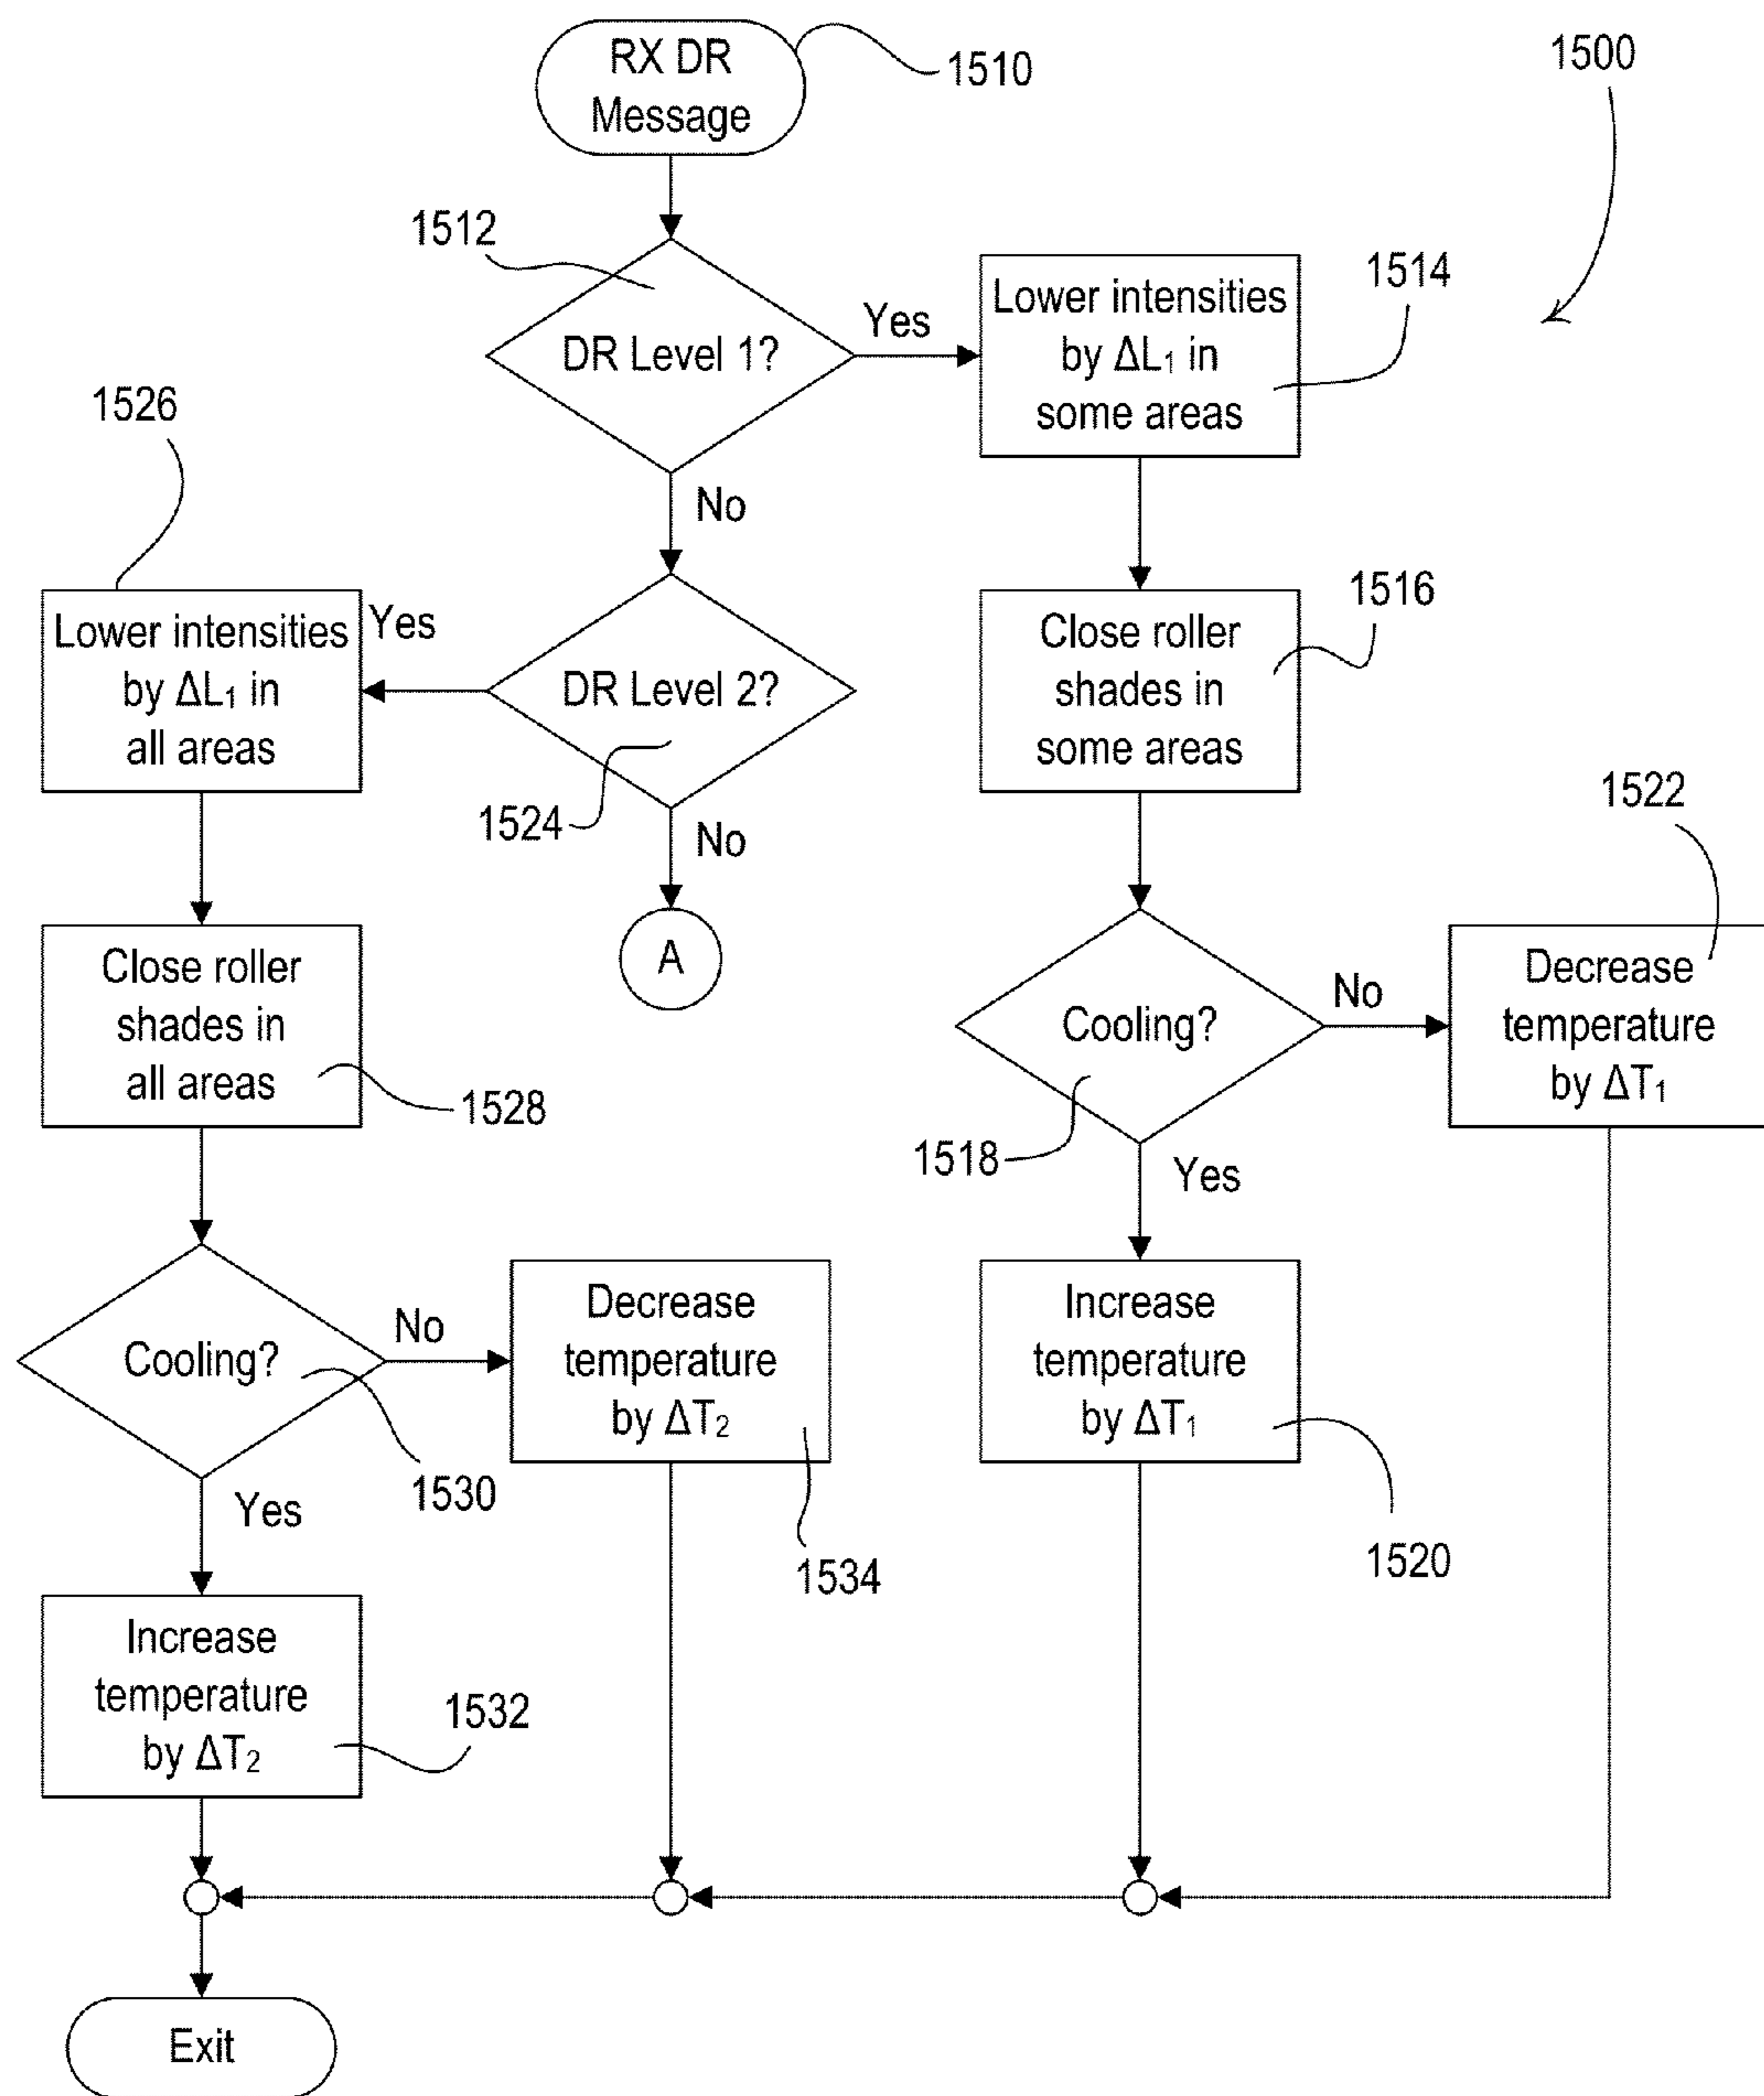 RX DR
Message
1510
1500
1512
DR Level 1?
Yes
No
Lower intensities
by ΔL₁ in
some areas
1514
1526
Lower intensities
by ΔL₁ in
all areas
Yes
DR Level 2?
1524
No
A
Close roller
shades in
some areas
1516
1522
Close roller
shades in
all areas
1528
Cooling?
1518
No
Yes
Decrease
temperature
by ΔT₁
Cooling?
1530
No
Yes
Decrease
temperature
by ΔT₂
1534
Increase
temperature
by ΔT₁
1520
Increase
temperature
by ΔT₂
1532
Exit